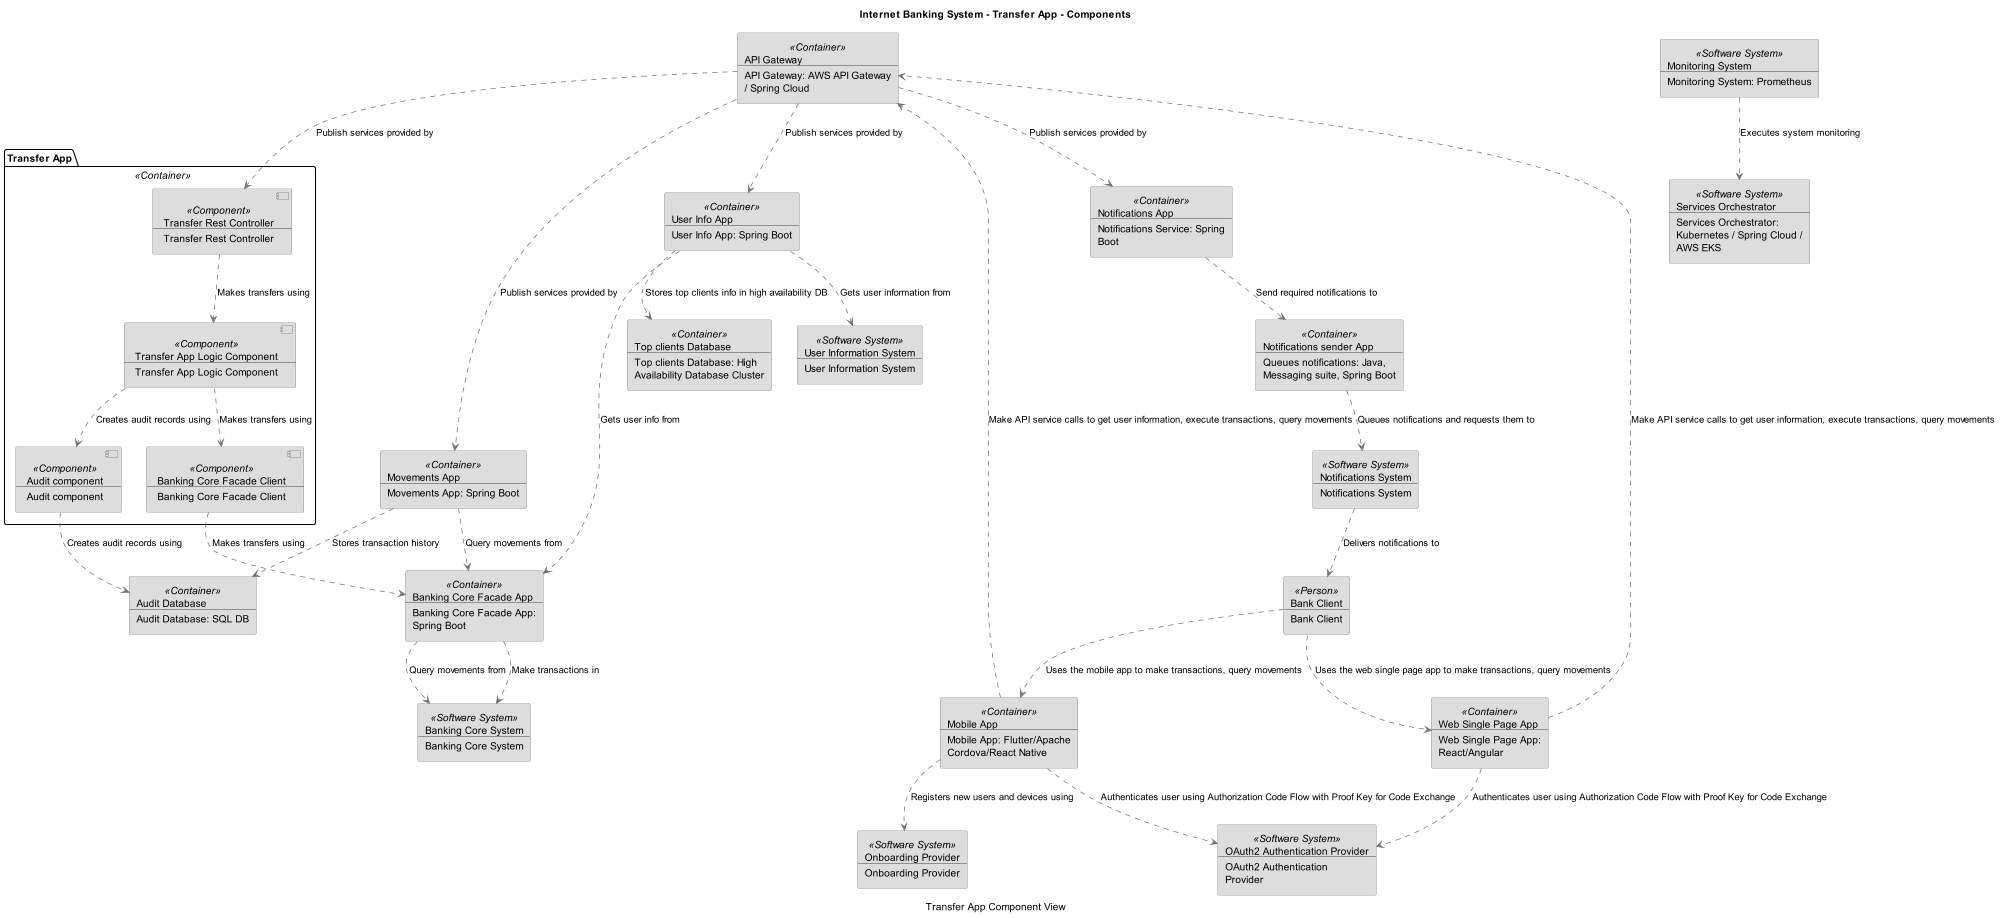 Internet Banking System - Transfer App - Components
«Container»
API Gateway
API Gateway: AWS API Gateway
/ Spring Cloud
«Software System»
Monitoring System
Monitoring System: Prometheus
Publish services provided by
Publish services provided by
Publish services provided by
Executes system monitoring
Transfer App
«Container»
«Component»
Transfer Rest Controller
Transfer Rest Controller
«Container»
User Info App
User Info App: Spring Boot
«Container»
Notifications App
Notifications Service: Spring
Boot
«Software System»
Services Orchestrator
Services Orchestrator:
Kubernetes / Spring Cloud /
AWS EKS
Makes transfers using
Publish services provided by
Stores top clients info in high availability DB
Gets user information from
Send required notifications to
«Component»
Transfer App Logic Component
Transfer App Logic Component
«Container»
Top clients Database
Top clients Database: High
Availability Database Cluster
«Software System»
User Information System
User Information System
«Container»
Notifications sender App
Queues notifications: Java,
Messaging suite, Spring Boot
Creates audit records using
Makes transfers using
Gets user info from
Make API service calls to get user information, execute transactions, query movements
Queues notifications and requests them to
Make API service calls to get user information, execute transactions, query movements
«Component»
Audit component
Audit component
«Component»
Banking Core Facade Client
Banking Core Facade Client
«Container»
Movements App
Movements App: Spring Boot
«Software System»
Notifications System
Notifications System
Creates audit records using
Makes transfers using
Stores transaction history
Query movements from
Delivers notifications to
«Container»
Audit Database
Audit Database: SQL DB
«Container»
Banking Core Facade App
Banking Core Facade App:
Spring Boot
«Person»
Bank Client
Bank Client
Query movements from
Make transactions in
Uses the mobile app to make transactions, query movements
Uses the web single page app to make transactions, query movements
«Software System»
Banking Core System
Banking Core System
«Container»
Mobile App
Mobile App: Flutter/Apache
Cordova/React Native
«Container»
Web Single Page App
Web Single Page App:
React/Angular
Registers new users and devices using
Authenticates user using Authorization Code Flow with Proof Key for Code Exchange
Authenticates user using Authorization Code Flow with Proof Key for Code Exchange
«Software System»
Onboarding Provider
Onboarding Provider
«Software System»
OAuth2 Authentication Provider
OAuth2 Authentication
Provider
Transfer App Component View